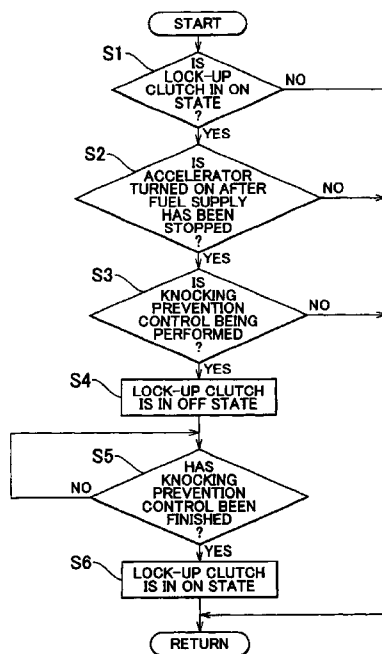 START
S1
IS
LOCK-UP
CLUTCH IN ON
STATE
?
NO
YES
S2
IS
ACCELERATOR
TURNED ON AFTER
FUEL SUPPLY
HAS BEEN
STOPPED
?
NO
YES
S3
IS
KNOCKING
PREVENTION
CONTROL BEING
PERFORMED
?
NO
YES
S4
LOCK-UP CLUTCH
IS IN OFF STATE
S5
HAS
KNOCKING
PREVENTION
CONTROL BEEN
FINISHED
?
NO
YES
S6
LOCK-UP CLUTCH
IS IN ON STATE
RETURN